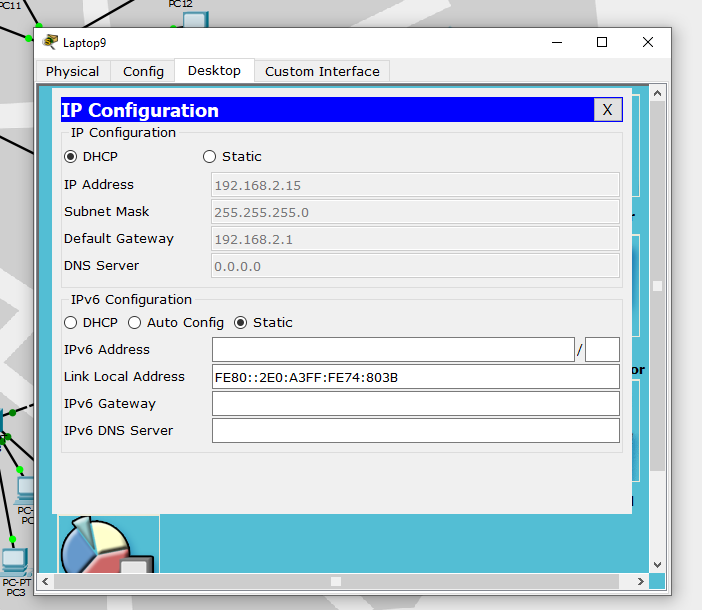 PC11
PC12
Laptop9
Physical
Config
Desktop
Custom Interface
IP Configuration
X
IP Configuration
DHCP
Static
IP Address
192.168.2.15
Subnet Mask
255.255.255.0
Default Gateway
192.168.2.1
DNS Server
0.0.0.0
IPv6 Configuration
DHCP
Auto Config
Static
IPv6 Address
/
Link Local Address
FE80::2E0:A3FF:FE74:803B
IPv6 Gateway
IPv6 DNS Server
or
PC-
PC
PC-PT
PC3